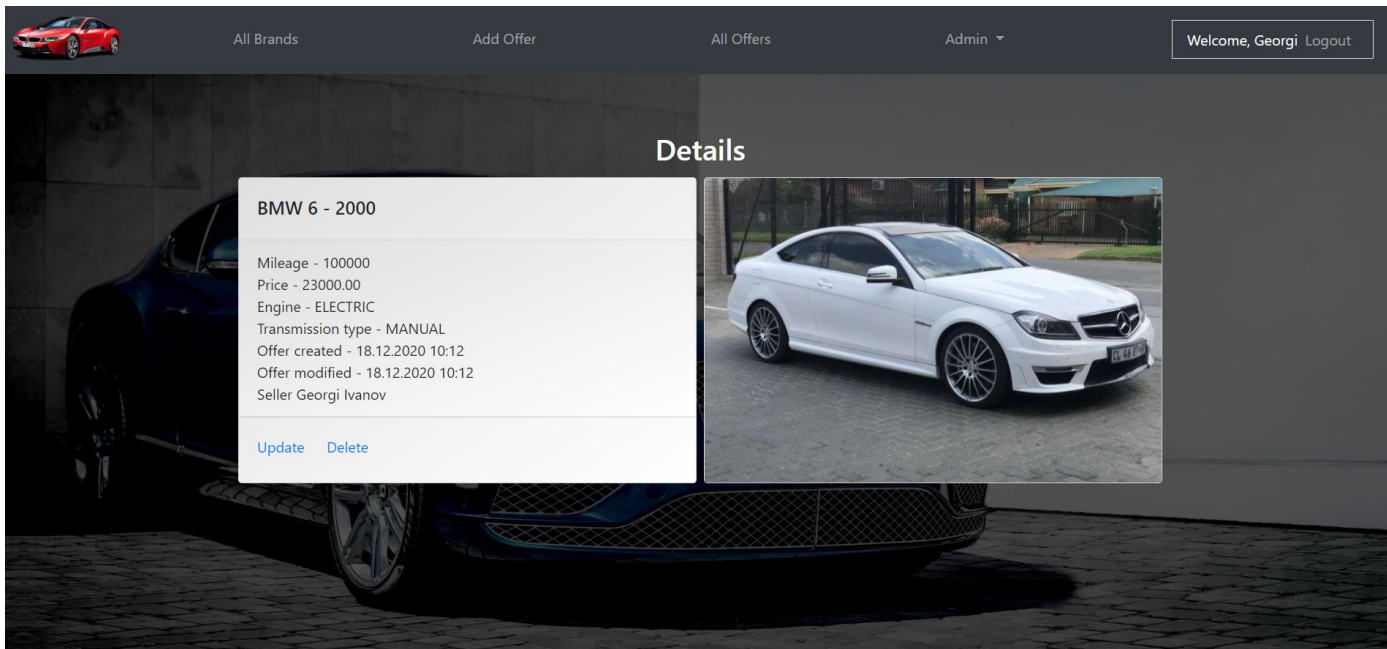 All Brands
Add Offer
All Offers
Admin
Welcome, Georgi Logout
Details
BMW 6 - 2000
Mileage - 100000
Price - 23000.00
Engine - ELECTRIC
Transmission type - MANUAL
Offer created - 18.12.2020 10:12
Offer modified - 18.12.2020 10:12
Seller Georgi Ivanov
Update
Delete